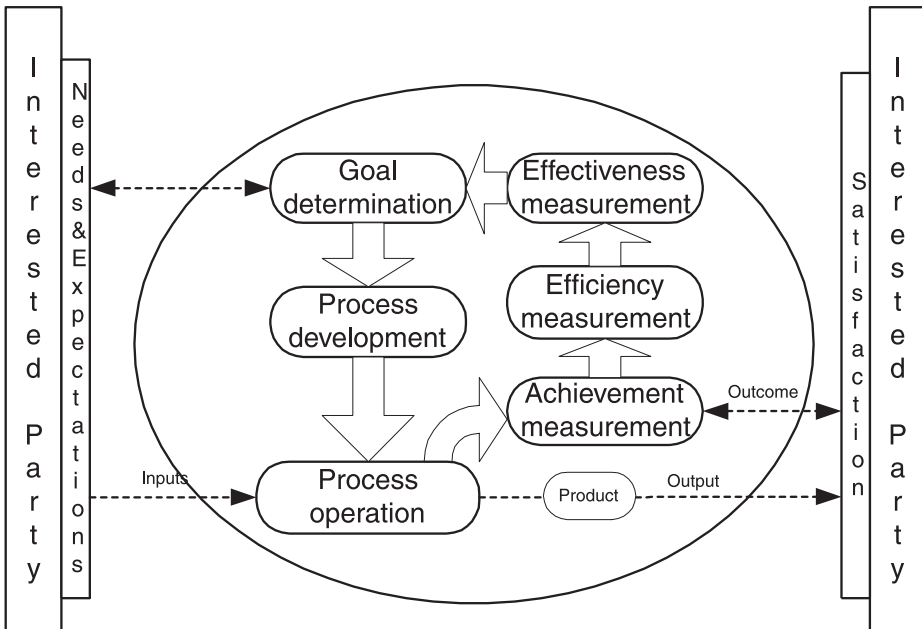 Interested Party
Needs&Expectations
Goal
determination
Process
development
Inputs
Process
operation
Effectiveness
measurement
Efficiency
measurement
Achievement
measurement
Outcome
Product
Output
Satisfaction
Interested Party